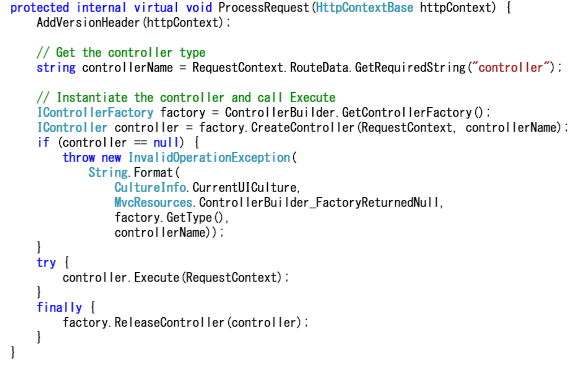 protected internal virtual void ProcessRequest(HttpContextBase httpContext) {
    AddVersionHeader(httpContext);

    // Get the controller type
    string controllerName = RequestContext.RouteData.GetRequiredString("controller");

    // Instantiate the controller and call Execute
    IControllerFactory factory = ControllerBuilder.GetControllerFactory();
    IController controller = factory.CreateController(RequestContext, controllerName);
    if (controller == null) {
        throw new InvalidOperationException(
            String.Format(
                CultureInfo.CurrentUICulture,
                MvcResources.ControllerBuilder_FactoryReturnedNull,
                factory.GetType(),
                controllerName));
    }
    try {
        controller.Execute(RequestContext);
    }
    finally {
        factory.ReleaseController(controller);
    }
}